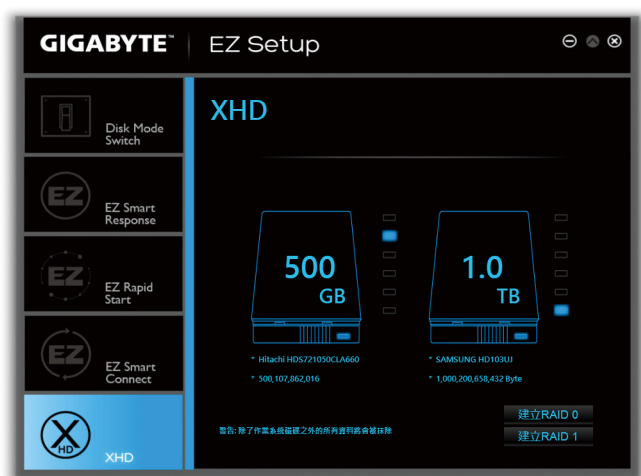 GIGABYTE™ EZ Setup
Disk Mode
Switch
EZ
EZ Smart
Response
EZ
EZ Rapid
Start
EZ
EZ Smart
Connect
X
HD
XHD
XHD
500
GB
* Hitachi HDS721050CLA660
* 500,107,862,016
1.0
TB
* SAMSUNG HD103UJ
* 1,000,200,658,432 Byte
警告: 除了作業系統磁碟之外的所有資料將會被抹除
建立RAID 0
建立RAID 1